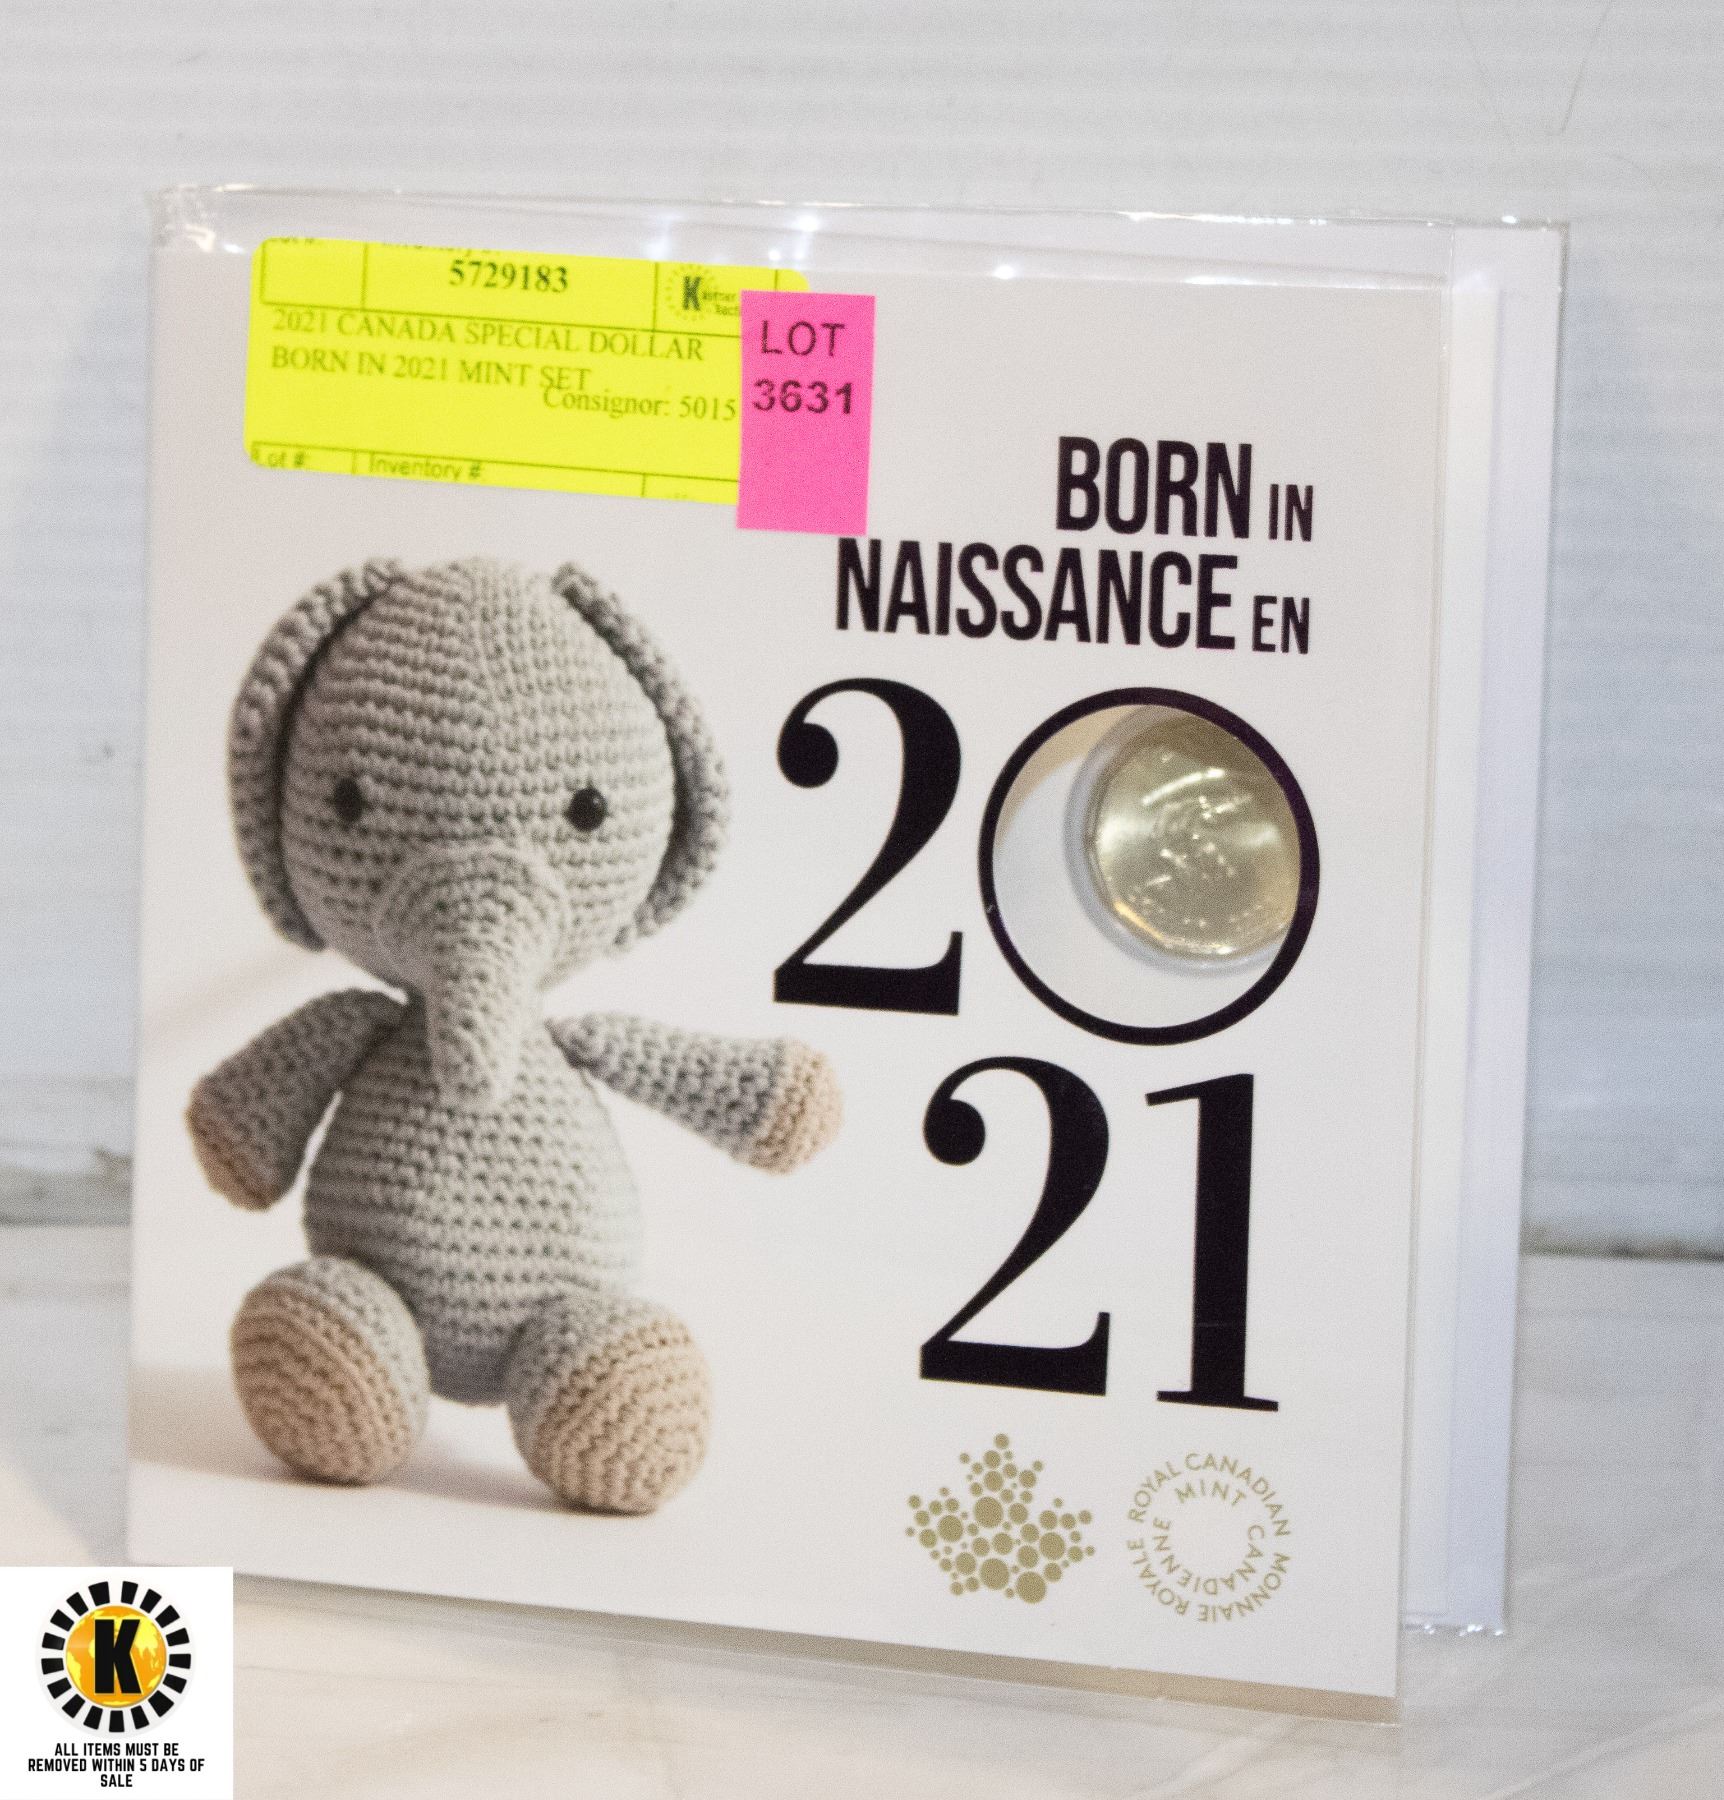 5729183
2021 CANADA SPECIAL DOLLAR
BORN IN 2021 MINT SET
Consignor: 5015
Lot #: Inventory #:
LOT
3631
BORN IN
NAISSANCE EN
20
21
ROYAL CANADIAN MINT
MONNAIE ROYALE CANADIENNE
K
ALL ITEMS MUST BE
REMOVED WITHIN 5 DAYS OF
SALE